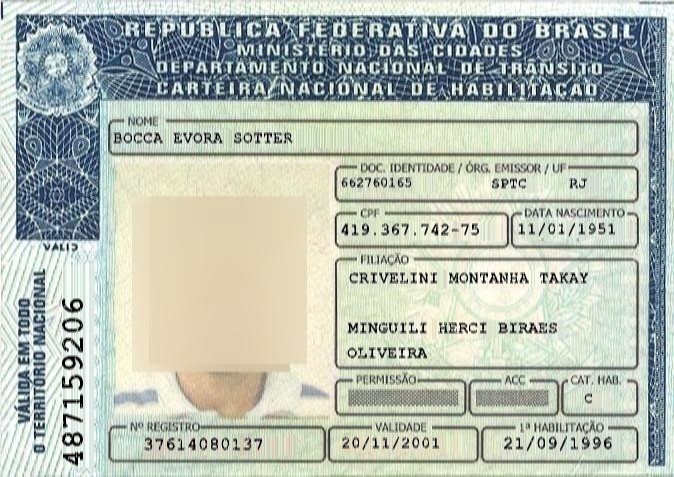 REPÚBLICA FEDERATIVA DO BRASIL
MINISTÉRIO DAS CIDADES
DEPARTAMENTO NACIONAL DE TRÂNSITO
CARTEIRA NACIONAL DE HABILITAÇÃO
NOME
BOCCA EVORA SOTTER
DOC. IDENTIDADE / ÓRG. EMISSOR / UF
662760165 SPTC RJ
CPF DATA NASCIMENTO
419.367.742-75 11/01/1951
FILIAÇÃO
CRIVELINI MONTANHA TAKAY
MINGUILI HERCI BIRAES
OLIVEIRA
PERMISSÃO ACC CAT. HAB.
C
Nº REGISTRO VALIDADE 1ª HABILITAÇÃO
37614080137 20/11/2001 21/09/1996
VALID
VÁLIDA EM TODO
O TERRITÓRIO NACIONAL
487159206